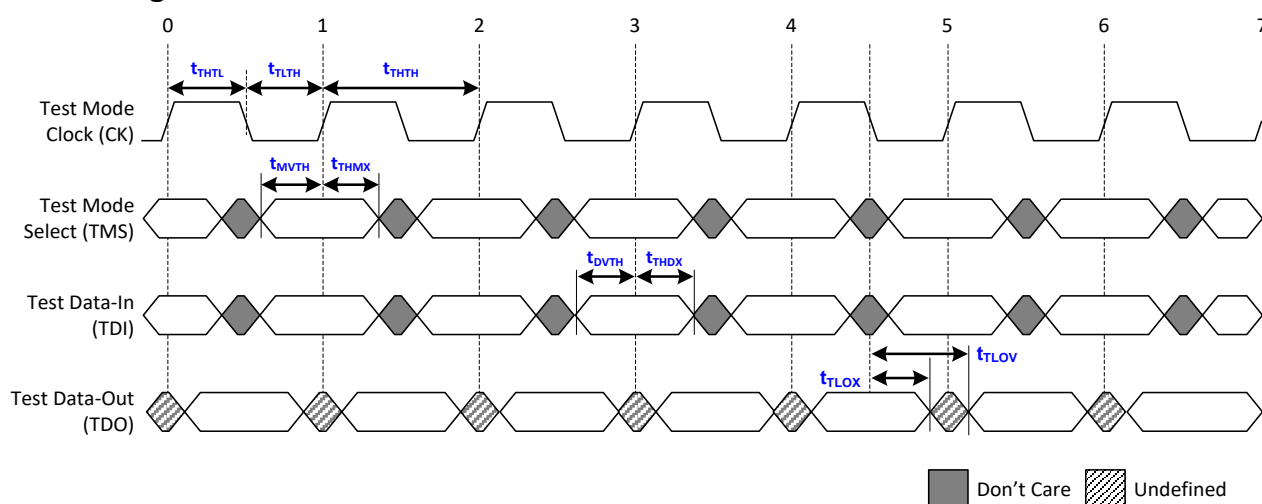 0 1 2 3 4 5 6 7
tTHTL tTLTH tTHTH
Test Mode
Clock (CK)
tMVTH tTHMX
Test Mode
Select (TMS)
tDVTH tTHDX
Test Data-In
(TDI)
tTLOV
tTLOX
Test Data-Out
(TDO)
Don't Care Undefined